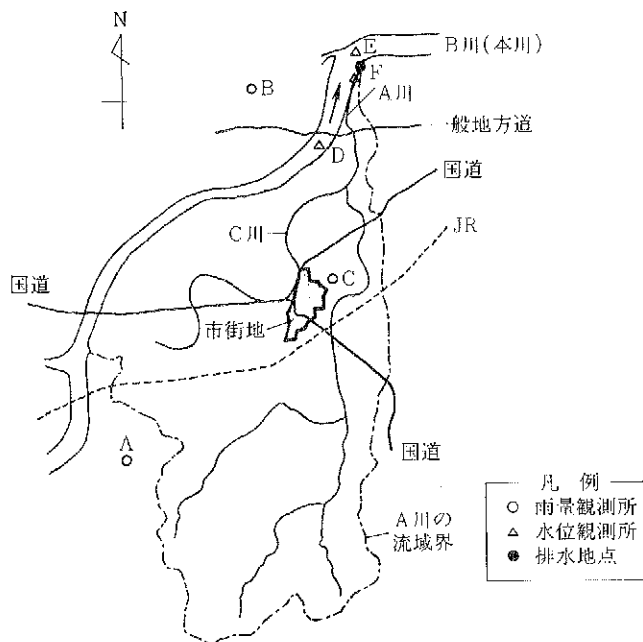 N
E
B川(本川)
F
B
A川
一般地方道
D
国道
C川
JR
C
国道
市街地
A
国道
凡 例
○ 雨景観測所
△ 水位観測所
● 排水地点
A川の
流域界